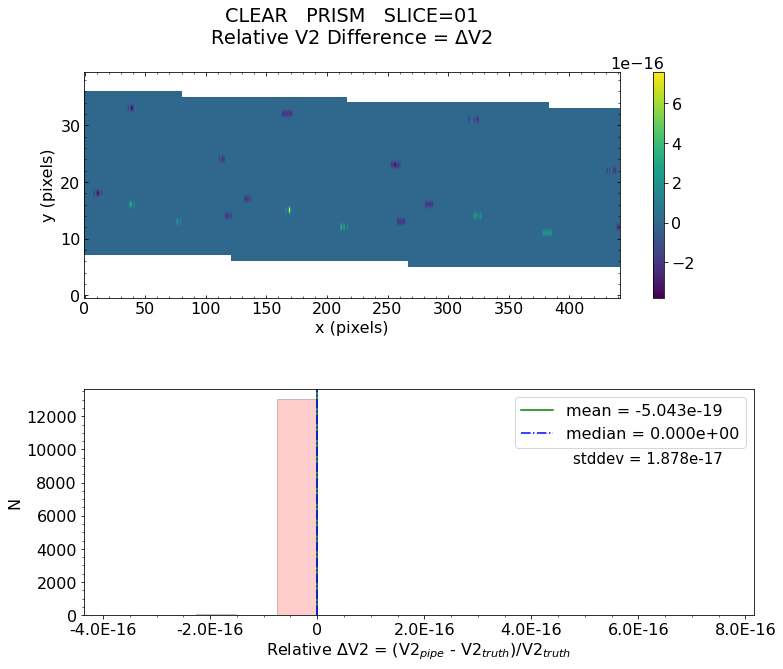 CLEAR PRISM SLICE=01
Relative V2 Difference = ΔV2
1e−16
30
20
10
0
y (pixels)
0 50 100 150 200 250 300 350 400
x (pixels)
6
4
2
0
−2
12000
10000
8000
6000
4000
2000
0
N
mean = -5.043e-19
median = 0.000e+00
stddev = 1.878e-17
-4.0E-16 -2.0E-16 0 2.0E-16 4.0E-16 6.0E-16 8.0E-16
Relative ΔV2 = (V2pipe - V2truth)/V2truth